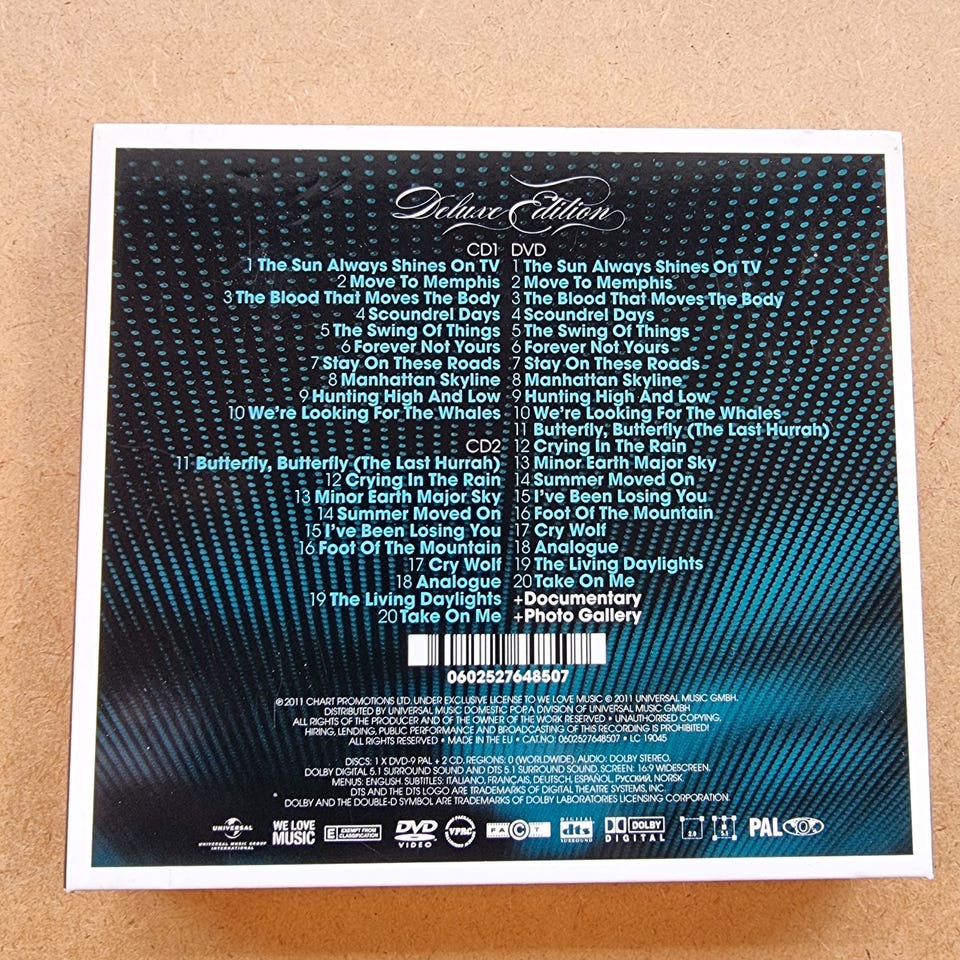 Deluxe Edition
CD1
1 The Sun Always Shines On TV
2 Move To Memphis
3 The Blood That Moves The Body
4 Scoundrel Days
5 The Swing Of Things
6 Forever Not Yours
7 Stay On These Roads
8 Manhattan Skyline
9 Hunting High And Low
10 We're Looking For The Whales
CD2
11 Butterfly, Butterfly (The Last Hurrah)
12 Crying In The Rain
13 Minor Earth Major Sky
14 Summer Moved On
15 I've Been Losing You
16 Foot Of The Mountain
17 Cry Wolf
18 Analogue
19 The Living Daylights
20 Take On Me
DVD
1 The Sun Always Shines On TV
2 Move To Memphis
3 The Blood That Moves The Body
4 Scoundrel Days
5 The Swing Of Things
6 Forever Not Yours
7 Stay On These Roads
8 Manhattan Skyline
9 Hunting High And Low
10 We're Looking For The Whales
11 Butterfly, Butterfly (The Last Hurrah)
12 Crying In The Rain
13 Minor Earth Major Sky
14 Summer Moved On
15 I've Been Losing You
16 Foot Of The Mountain
17 Cry Wolf
18 Analogue
19 The Living Daylights
20 Take On Me
+Documentary
+Photo Gallery
0602527648507
℗ 2011 CHART PROMOTIONS LTD. UNDER EXCLUSIVE LICENSE TO WE LOVE MUSIC © 2011 UNIVERSAL MUSIC GMBH.
DISTRIBUTED BY UNIVERSAL MUSIC DOMESTIC POP. A DIVISION OF UNIVERSAL MUSIC GMBH
ALL RIGHTS OF THE PRODUCER AND OF THE OWNER OF THE WORK RESERVED • UNAUTHORISED COPYING,
HIRING, LENDING, PUBLIC PERFORMANCE AND BROADCASTING OF THIS RECORDING IS PROHIBITED!
ALL RIGHTS RESERVED • MADE IN THE EU • CAT.NO: 0602527648507 • LC 19045
DISCS: 1 X DVD-9 PAL + 2 CD. REGIONS: 0 (WORLDWIDE). AUDIO: DOLBY STEREO.
DOLBY DIGITAL 5.1 SURROUND SOUND AND DTS 5.1 SURROUND SOUND. SCREEN: 16:9 WIDESCREEN.
MENUS: ENGLISH. SUBTITLES: ITALIANO, FRANÇAIS, DEUTSCH, ESPAÑOL, РУССКИЙ, NORSK.
DTS AND THE DTS LOGO ARE TRADEMARKS OF DIGITAL THEATRE SYSTEMS, INC.
DOLBY AND THE DOUBLE-D SYMBOL ARE TRADEMARKS OF DOLBY LABORATORIES LICENSING CORPORATION.
UNIVERSAL
UNIVERSAL MUSIC GROUP
INTERNATIONAL
WE LOVE
MUSIC
E EXEMPT FROM
CLASSIFICATION
DVD
VIDEO
VPRC
FACT
DIGITAL
dts
SURROUND
DOLBY
DIGITAL
2.0
5.1
PAL